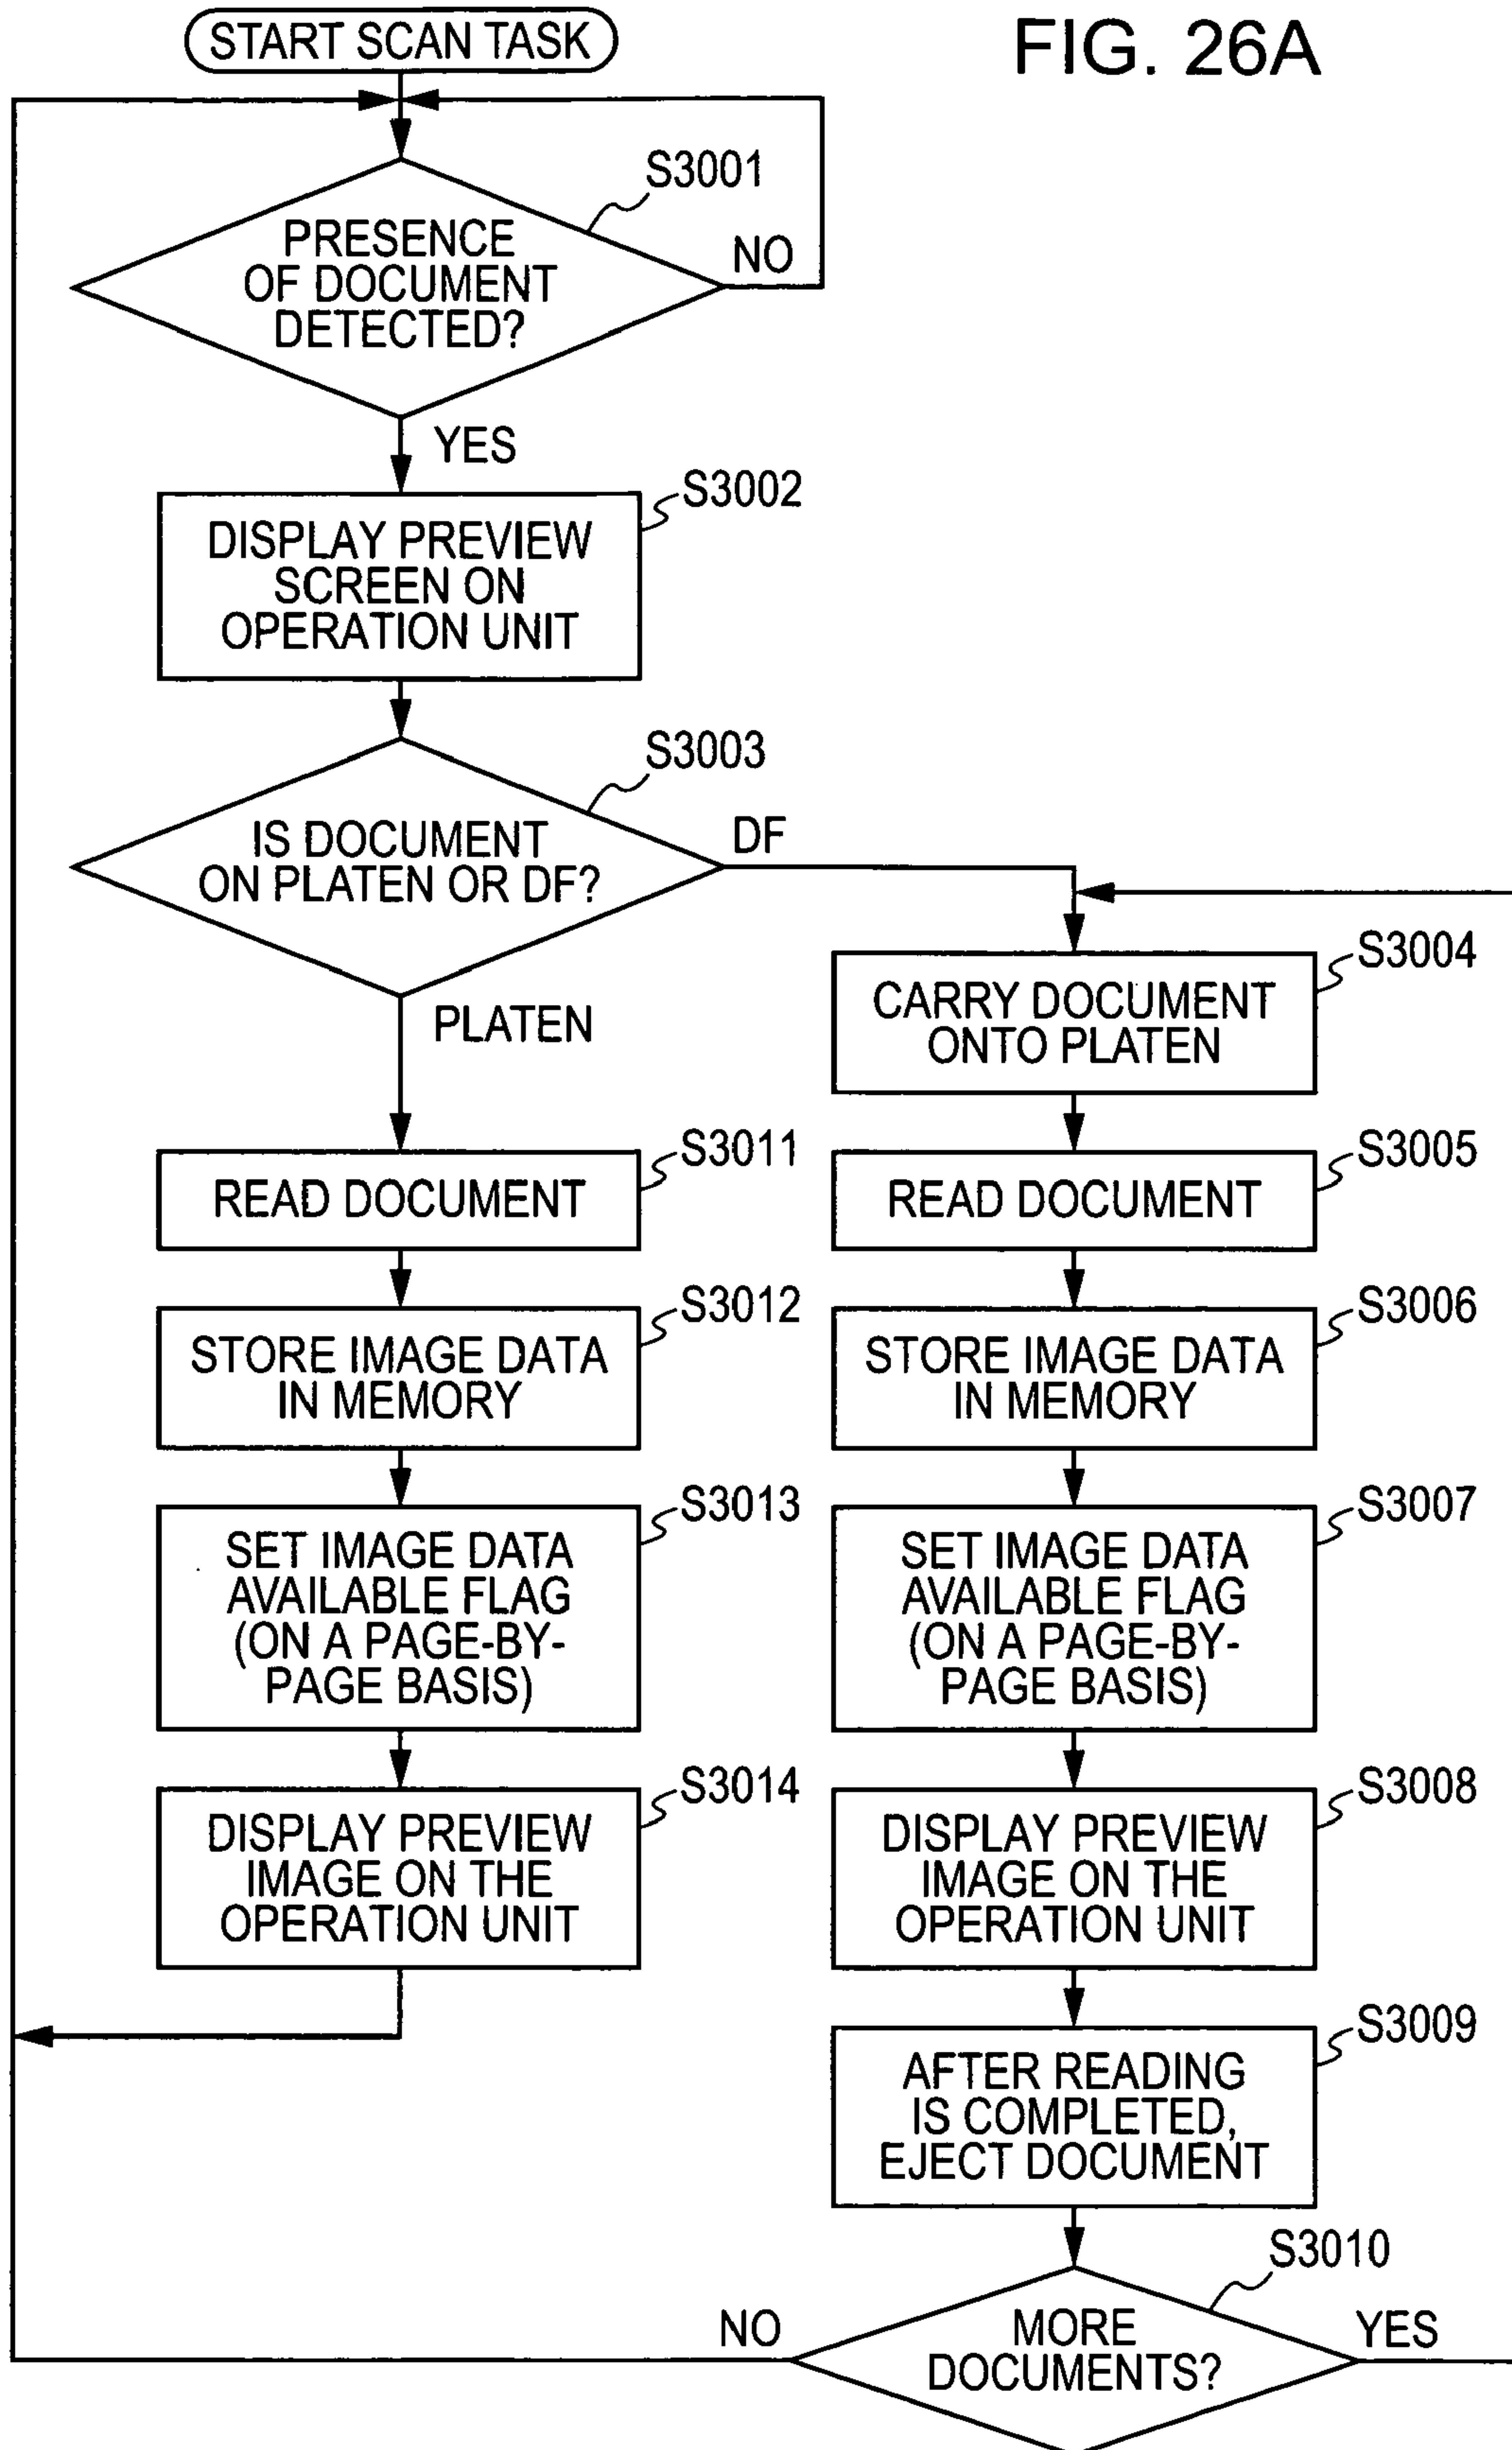 START SCAN TASK
FIG. 26A
S3001
PRESENCE
OF DOCUMENT
DETECTED?
NO
YES
S3002
DISPLAY PREVIEW
SCREEN ON
OPERATION UNIT
S3003
IS DOCUMENT
ON PLATEN OR DF?
DF
PLATEN
S3004
CARRY DOCUMENT
ONTO PLATEN
S3011
READ DOCUMENT
S3005
READ DOCUMENT
S3012
STORE IMAGE DATA
IN MEMORY
S3006
STORE IMAGE DATA
IN MEMORY
S3013
SET IMAGE DATA
AVAILABLE FLAG
(ON A PAGE-BY-
PAGE BASIS)
S3007
SET IMAGE DATA
AVAILABLE FLAG
(ON A PAGE-BY-
PAGE BASIS)
S3014
DISPLAY PREVIEW
IMAGE ON THE
OPERATION UNIT
S3008
DISPLAY PREVIEW
IMAGE ON THE
OPERATION UNIT
S3009
AFTER READING
IS COMPLETED,
EJECT DOCUMENT
S3010
MORE
DOCUMENTS?
NO
YES